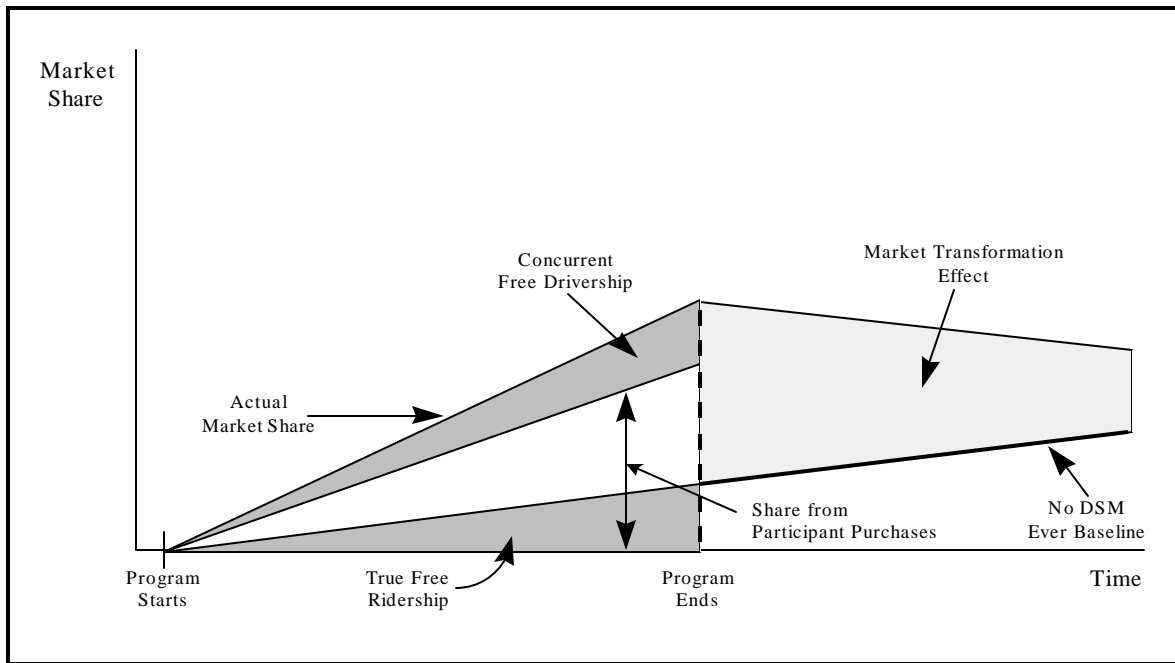 Market
Share
Concurrent
Free Drivership
Market Transformation
Effect
Actual
Market Share
Share from
Participant Purchases
No DSM
Ever Baseline
Program
Starts
True Free
Ridership
Program
Ends
Time